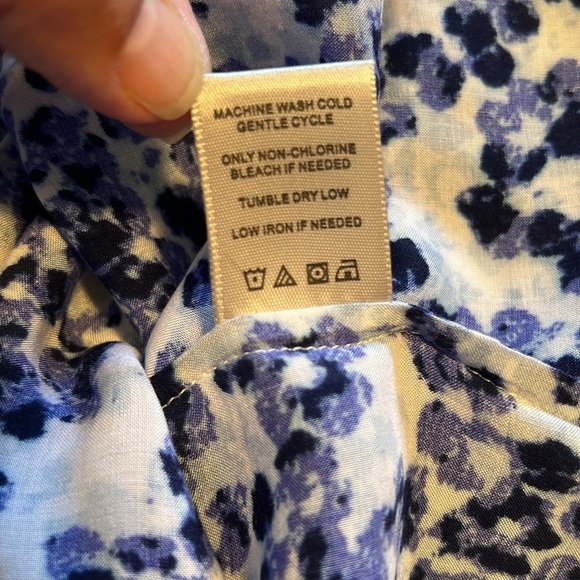 MACHINE WASH COLD
GENTLE CYCLE
ONLY NON-CHLORINE
BLEACH IF NEEDED
TUMBLE DRY LOW
LOW IRON IF NEEDED